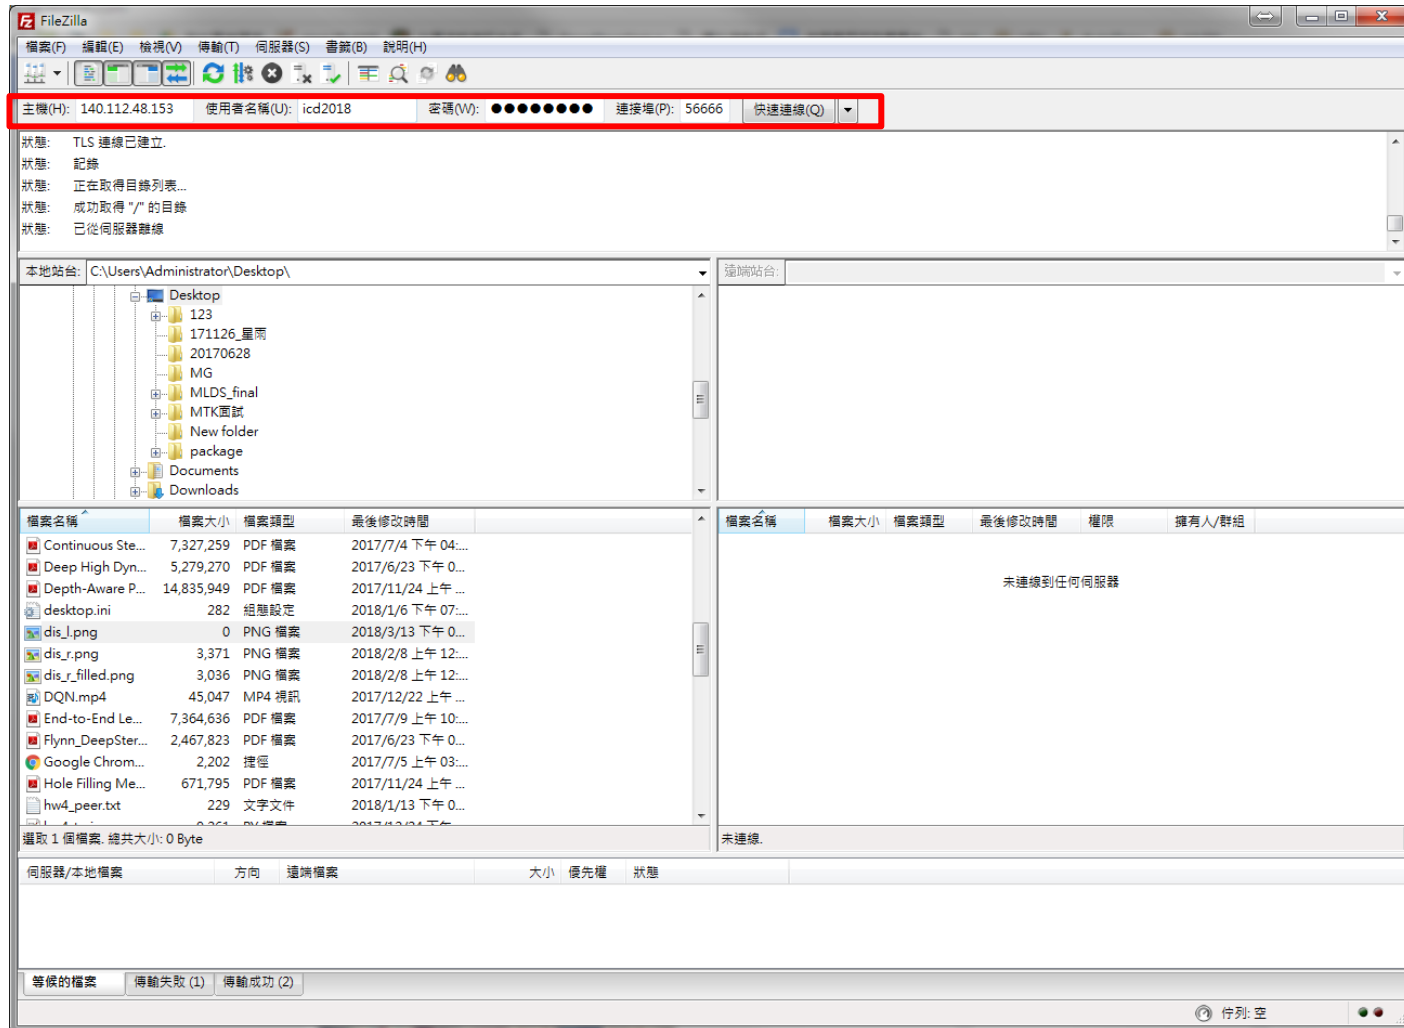 FileZilla
檔案(F) 編輯(E) 檢視(V) 傳輸(T) 伺服器(S) 書籤(B) 說明(H)
主機(H): 140.112.48.153 使用者名稱(U): icd2018 密碼(W): ●●●●●●●● 連接埠(P): 56666 快速連線(Q)
狀態: TLS 連線已建立.
狀態: 記錄
狀態: 正在取得目錄列表...
狀態: 成功取得 "/" 的目錄
狀態: 已從伺服器離線
本地站台: C:\Users\Administrator\Desktop\
遠端站台:
Desktop
123
171126_星雨
20170628
MG
MLDS_final
MTK面試
New folder
package
Documents
Downloads
檔案名稱 檔案大小 檔案類型 最後修改時間
Continuous Ste... 7,327,259 PDF 檔案 2017/7/4 下午 04:...
Deep High Dyn... 5,279,270 PDF 檔案 2017/6/23 下午 0...
Depth-Aware P... 14,835,949 PDF 檔案 2017/11/24 上午 ...
desktop.ini 282 組態設定 2018/1/6 下午 07:...
dis_l.png 0 PNG 檔案 2018/3/13 下午 0...
dis_r.png 3,371 PNG 檔案 2018/2/8 上午 12:...
dis_r_filled.png 3,036 PNG 檔案 2018/2/8 上午 12:...
DQN.mp4 45,047 MP4 視訊 2017/12/22 上午 ...
End-to-End Le... 7,364,636 PDF 檔案 2017/7/9 上午 10:...
Flynn_DeepSter... 2,467,823 PDF 檔案 2017/6/23 下午 0...
Google Chrom... 2,202 捷徑 2017/7/5 上午 03:...
Hole Filling Me... 671,795 PDF 檔案 2017/11/24 上午 ...
hw4_peer.txt 229 文字文件 2018/1/13 下午 0...
選取 1 個檔案. 總共大小: 0 Byte
檔案名稱 檔案大小 檔案類型 最後修改時間 權限 擁有人/群組
未連線到任何伺服器
未連線.
伺服器/本地檔案 方向 遠端檔案 大小 優先權 狀態
等候的檔案 傳輸失敗 (1) 傳輸成功 (2)
佇列: 空